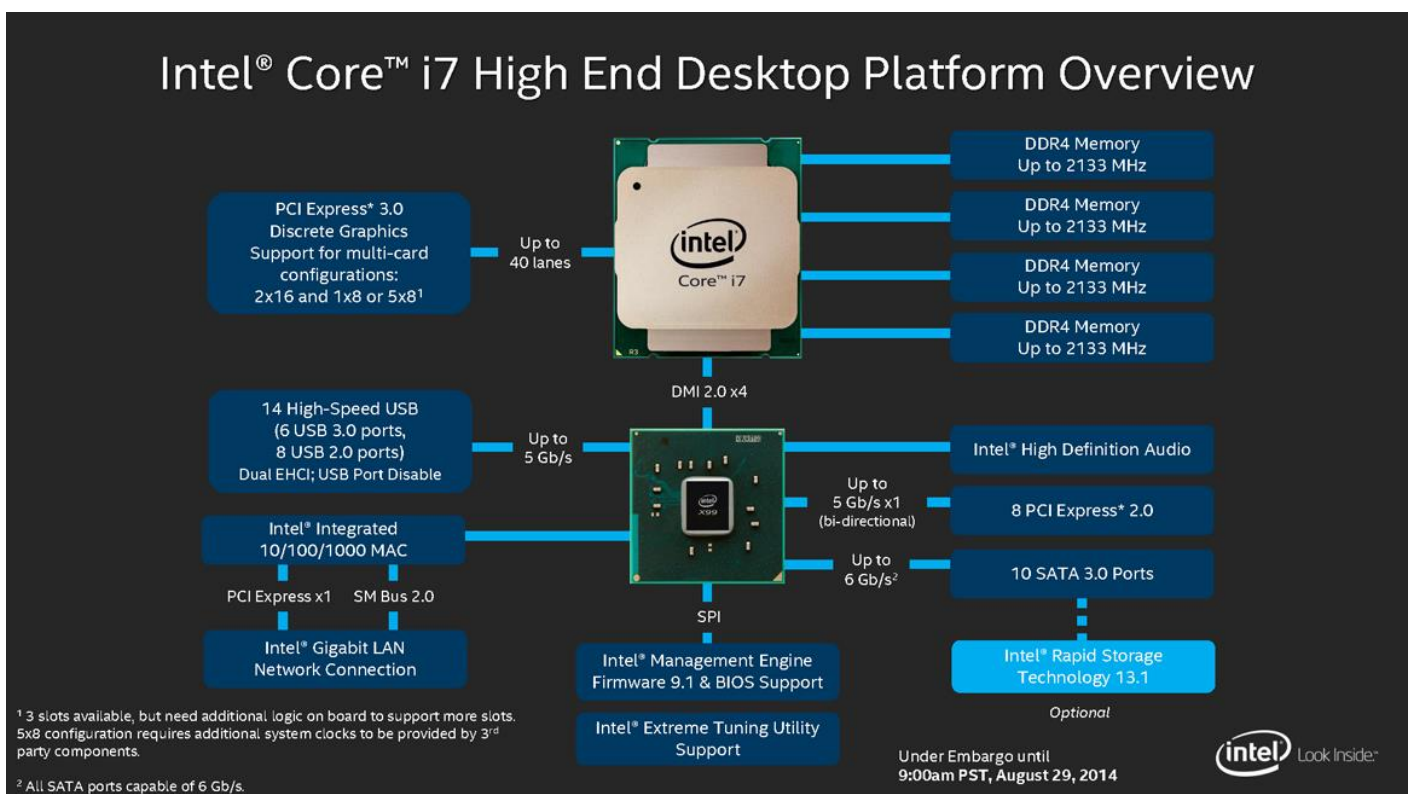 Intel® Core™ i7 High End Desktop Platform Overview
PCI Express* 3.0
Discrete Graphics
Support for multi-card
configurations:
2x16 and 1x8 or 5x8¹
Up to
40 lanes
intel®
Core™ i7
R3
DDR4 Memory
Up to 2133 MHz
DDR4 Memory
Up to 2133 MHz
DDR4 Memory
Up to 2133 MHz
DDR4 Memory
Up to 2133 MHz
DMI 2.0 x4
14 High-Speed USB
(6 USB 3.0 ports,
8 USB 2.0 ports)
Dual EHCI; USB Port Disable
Up to
5 Gb/s
intel
X99
Intel® High Definition Audio
Up to
5 Gb/s x1
(bi-directional)
8 PCI Express* 2.0
Up to
6 Gb/s²
10 SATA 3.0 Ports
Intel® Rapid Storage
Technology 13.1
Optional
Intel® Integrated
10/100/1000 MAC
PCI Express x1
SM Bus 2.0
Intel® Gigabit LAN
Network Connection
SPI
Intel® Management Engine
Firmware 9.1 & BIOS Support
Intel® Extreme Tuning Utility
Support
¹ 3 slots available, but need additional logic on board to support more slots.
5x8 configuration requires additional system clocks to be provided by 3rd
party components.
² All SATA ports capable of 6 Gb/s.
Under Embargo until
9:00am PST, August 29, 2014
intel® Look Inside.™